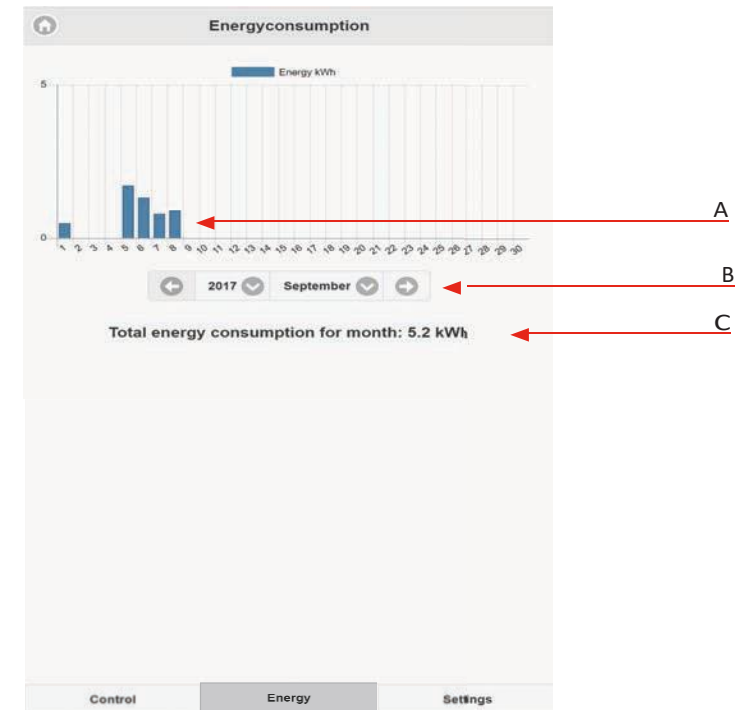 Energyconsumption
Energy kWh
5
A
0
1 2 3 4 5 6 7 8 9 10 11 12 13 14 15 16 17 18 19 20 21 22 23 24 25 26 27 28 29 30
2017 September
B
Total energy consumption for month: 5.2 kWh
C
Control Energy Settings